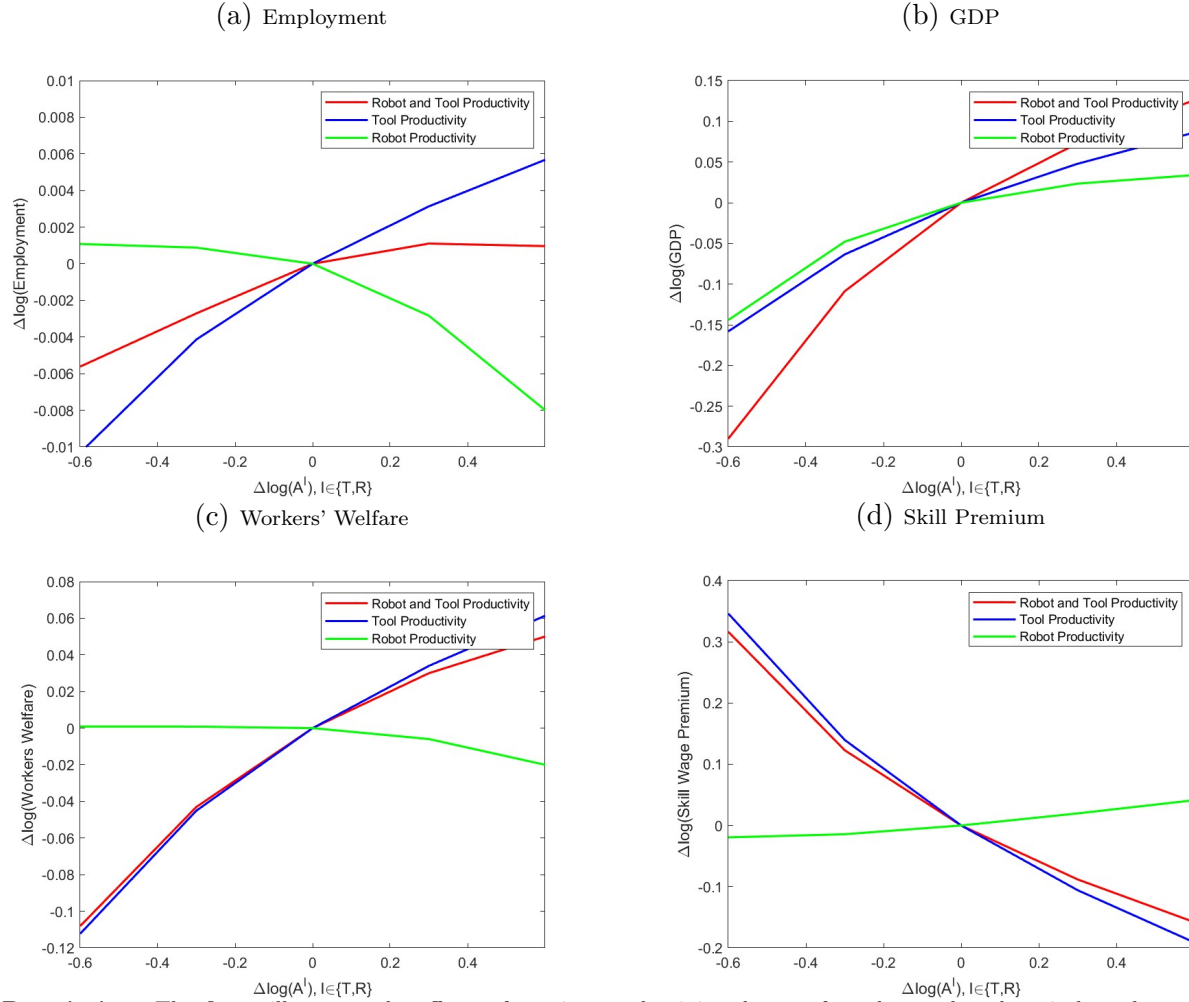 (a) Employment
0.01
0.008
0.006
0.004
0.002
0
-0.002
-0.004
-0.006
-0.008
-0.01
Δlog(Employment)
Robot and Tool Productivity
Tool Productivity
Robot Productivity
-0.6 -0.4 -0.2 0 0.2 0.4
Δlog(A^I), I∈{T,R}
(b) GDP
0.15
0.1
0.05
0
-0.05
-0.1
-0.15
-0.2
-0.25
-0.3
Δlog(GDP)
Robot and Tool Productivity
Tool Productivity
Robot Productivity
-0.6 -0.4 -0.2 0 0.2 0.4
Δlog(A^I), I∈{T,R}
(c) Workers' Welfare
0.08
0.06
0.04
0.02
0
-0.02
-0.04
-0.06
-0.08
-0.1
-0.12
Δlog(Workers Welfare)
Robot and Tool Productivity
Tool Productivity
Robot Productivity
-0.6 -0.4 -0.2 0 0.2 0.4
Δlog(A^I), I∈{T,R}
(d) Skill Premium
0.4
0.3
0.2
0.1
0
-0.1
-0.2
Δlog(Skill Wage Premium)
Robot and Tool Productivity
Tool Productivity
Robot Productivity
-0.6 -0.4 -0.2 0 0.2 0.4
Δlog(A^I), I∈{T,R}